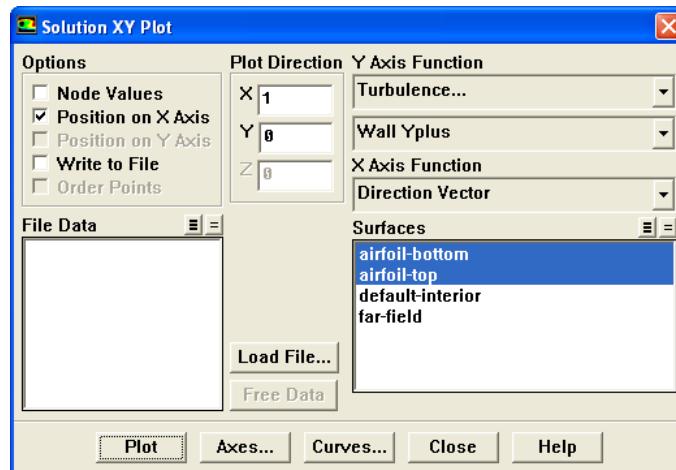 Solution XY Plot
Options
Node Values
Position on X Axis
Position on Y Axis
Write to File
Order Points
Plot Direction
X 1
Y 0
Z 0
Y Axis Function
Turbulence...
Wall Yplus
X Axis Function
Direction Vector
File Data
Surfaces
airfoil-bottom
airfoil-top
default-interior
far-field
Load File...
Free Data
Plot Axes... Curves... Close Help